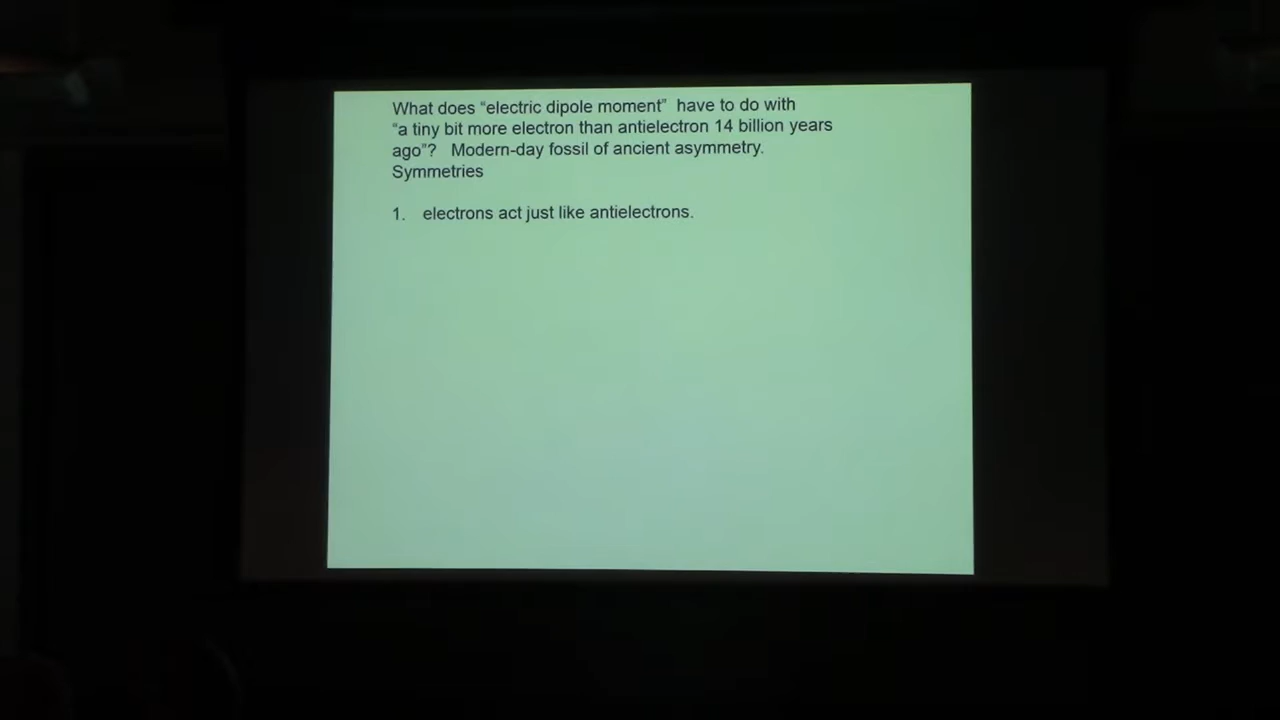 What does “electric dipole moment” have to do with
“a tiny bit more electron than antielectron 14 billion years
ago”? Modern-day fossil of ancient asymmetry.
Symmetries
1. electrons act just like antielectrons.